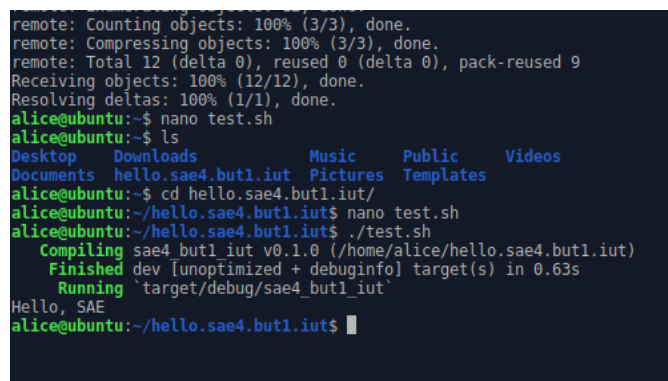 remote: Enumerating objects: 12, done.
remote: Counting objects: 100% (3/3), done.
remote: Compressing objects: 100% (3/3), done.
remote: Total 12 (delta 0), reused 0 (delta 0), pack-reused 9
Receiving objects: 100% (12/12), done.
Resolving deltas: 100% (1/1), done.
alice@ubuntu:~$ nano test.sh
alice@ubuntu:~$ ls
Desktop    Downloads            Music     Public     Videos
Documents  hello.sae4.but1.iut  Pictures  Templates
alice@ubuntu:~$ cd hello.sae4.but1.iut/
alice@ubuntu:~/hello.sae4.but1.iut$ nano test.sh
alice@ubuntu:~/hello.sae4.but1.iut$ ./test.sh
   Compiling sae4_but1_iut v0.1.0 (/home/alice/hello.sae4.but1.iut)
    Finished dev [unoptimized + debuginfo] target(s) in 0.63s
     Running `target/debug/sae4_but1_iut`
Hello, SAE
alice@ubuntu:~/hello.sae4.but1.iut$